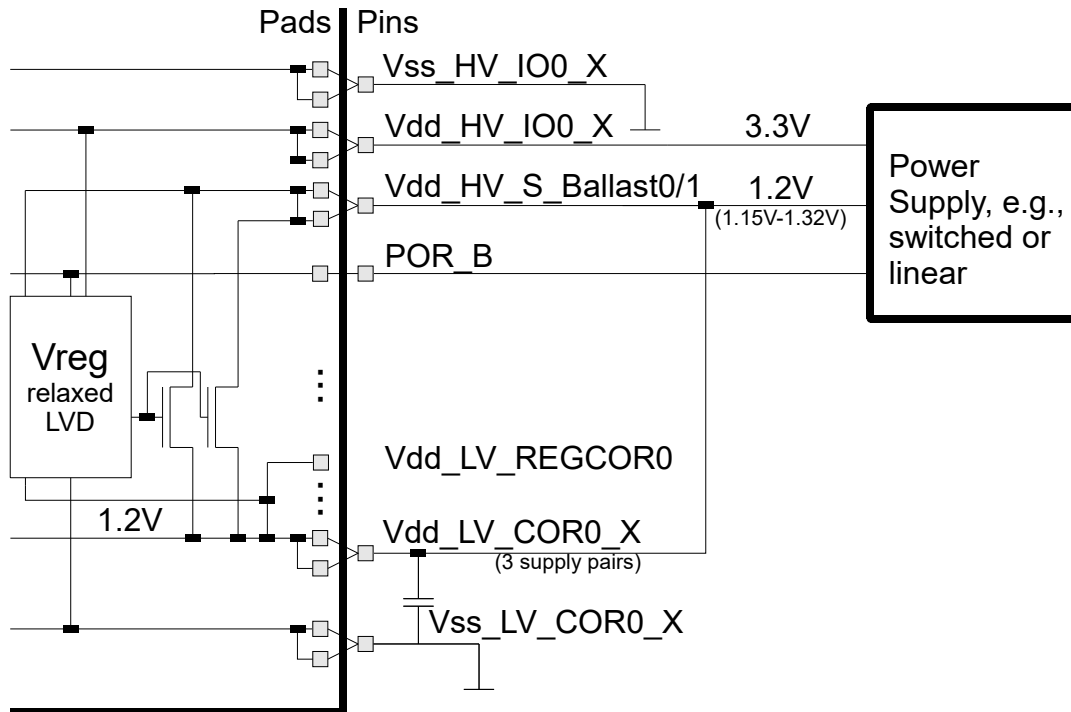 Pads
Pins
Vss_HV_IO0_X
Vdd_HV_IO0_X
3.3V
Vdd_HV_S_Ballast0/1
1.2V
(1.15V-1.32V)
Power
Supply, e.g.,
switched or
linear
POR_B
Vreg
relaxed
LVD
Vdd_LV_REGCOR0
1.2V
Vdd_LV_COR0_X
(3 supply pairs)
Vss_LV_COR0_X